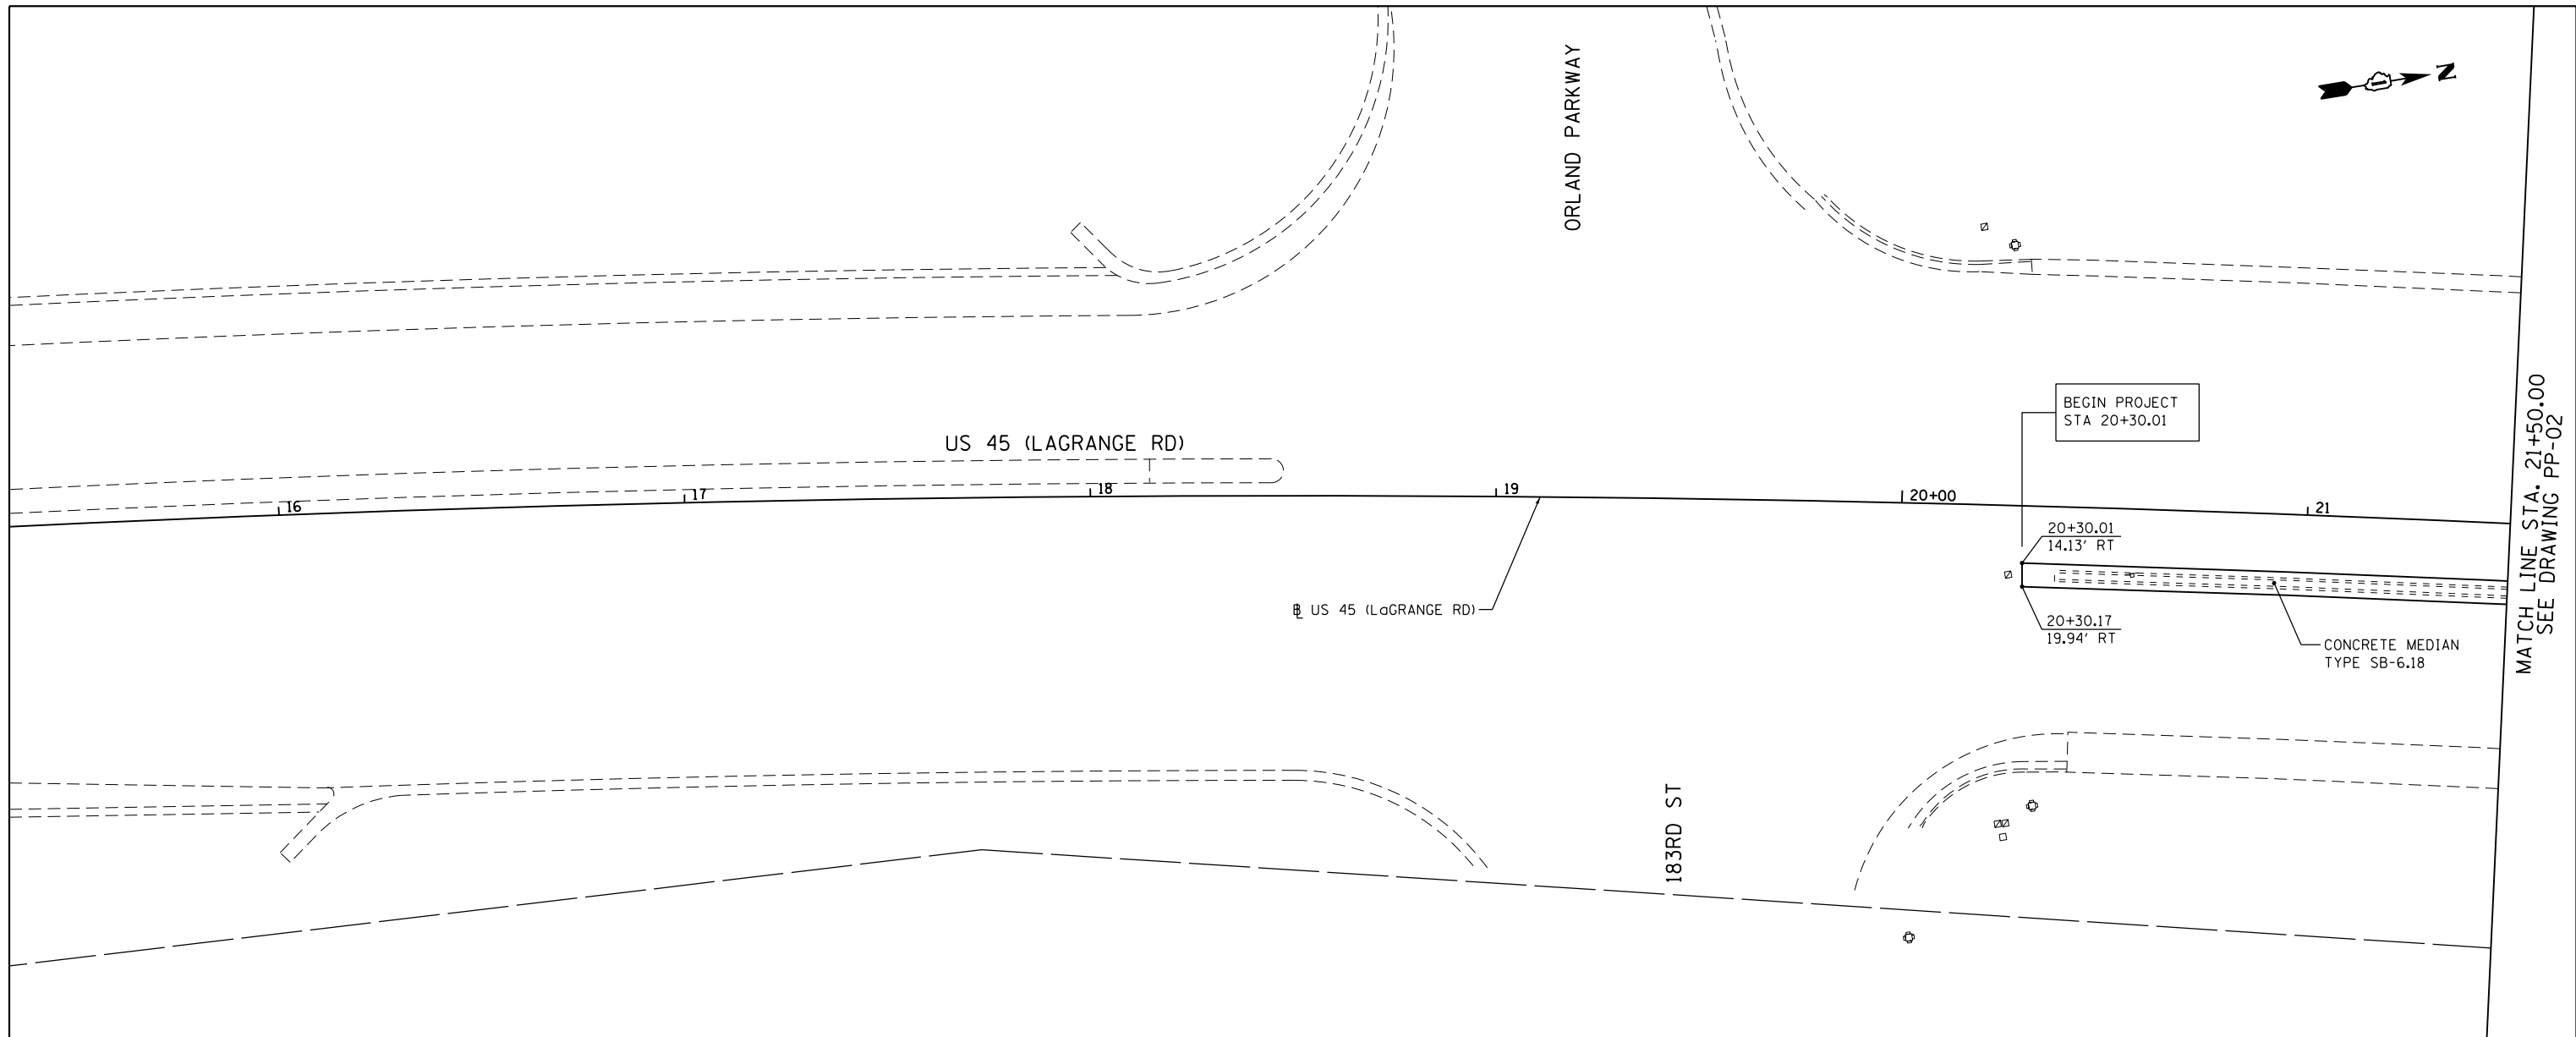 ORLAND PARKWAY
N
BEGIN PROJECT
STA 20+30.01
US 45 (LAGRANGE RD)
16
17
18
19
20+00
21
20+30.01
14.13' RT
℄ US 45 (LaGRANGE RD)
20+30.17
19.94' RT
CONCRETE MEDIAN
TYPE SB-6.18
MATCH LINE STA. 21+50.00
SEE DRAWING PP-02
183RD ST